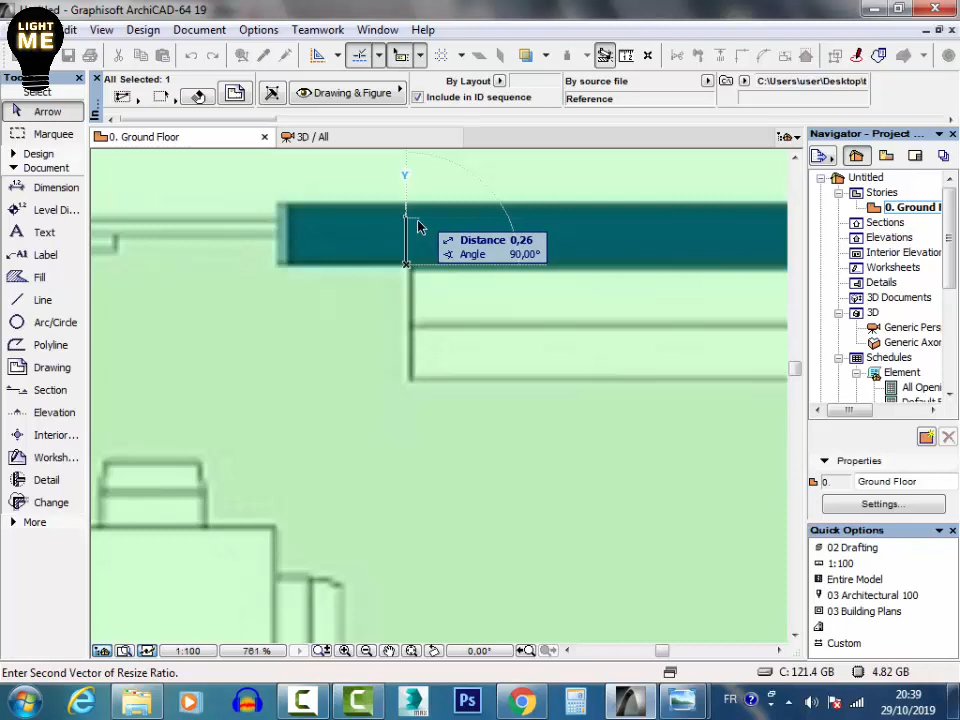 Untitled - Graphisoft ArchiCAD-64 19
View Design Document Options Teamwork Window Help
LIGHT
ME
Select
All Selected: 1
Drawing & Figure
By Layout
Include in ID sequence
By source file
Reference
C:\Users\user\Desktop\t
Arrow
Marquee
Design
Document
Dimension
Level Di...
Text
Label
Fill
Line
Arc/Circle
Polyline
Drawing
Section
Elevation
Interior...
Worksh...
Detail
Change
More
0. Ground Floor
3D / All
Y
Distance 0,26
Angle 90,00°
Navigator - Project ...
Untitled
Stories
0. Ground F
Sections
Elevations
Interior Elevation
Worksheets
Details
3D Documents
3D
Generic Pers
Generic Axon
Schedules
Element
All Openi
Properties
0. Ground Floor
Settings...
Quick Options
02 Drafting
1:100
Entire Model
03 Architectural 100
03 Building Plans
Custom
1:100 761 % 0,00°
Enter Second Vector of Resize Ratio.
C: 121.4 GB 4.82 GB
Ps
FR
20:39
29/10/2019